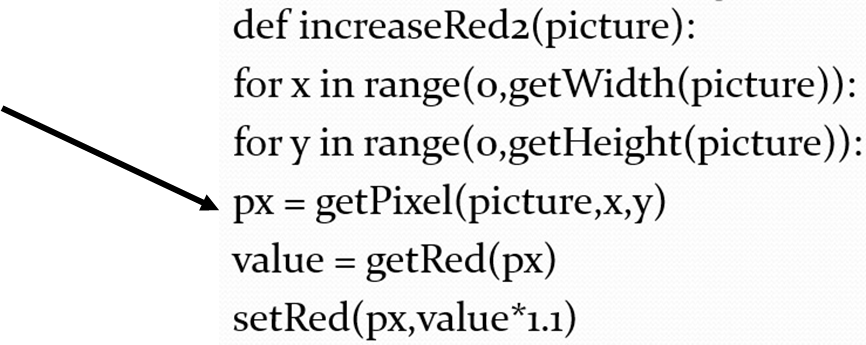 def increaseRed2(picture):
for x in range(0,getWidth(picture)):
for y in range(0,getHeight(picture)):
px = getPixel(picture,x,y)
value = getRed(px)
setRed(px,value*1.1)